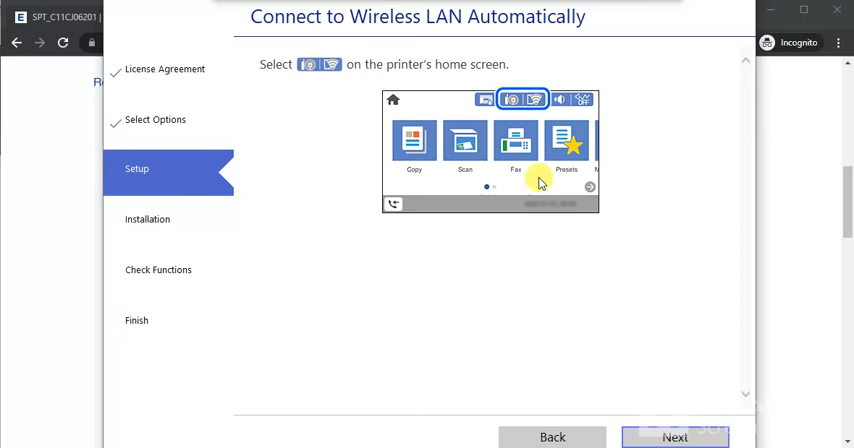 SPT_C11CJ06201
Connect to Wireless LAN Automatically
Incognito
License Agreement
Select Options
Setup
Installation
Check Functions
Finish
Select on the printer's home screen.
OFF
Copy Scan Fax Presets
Back Next